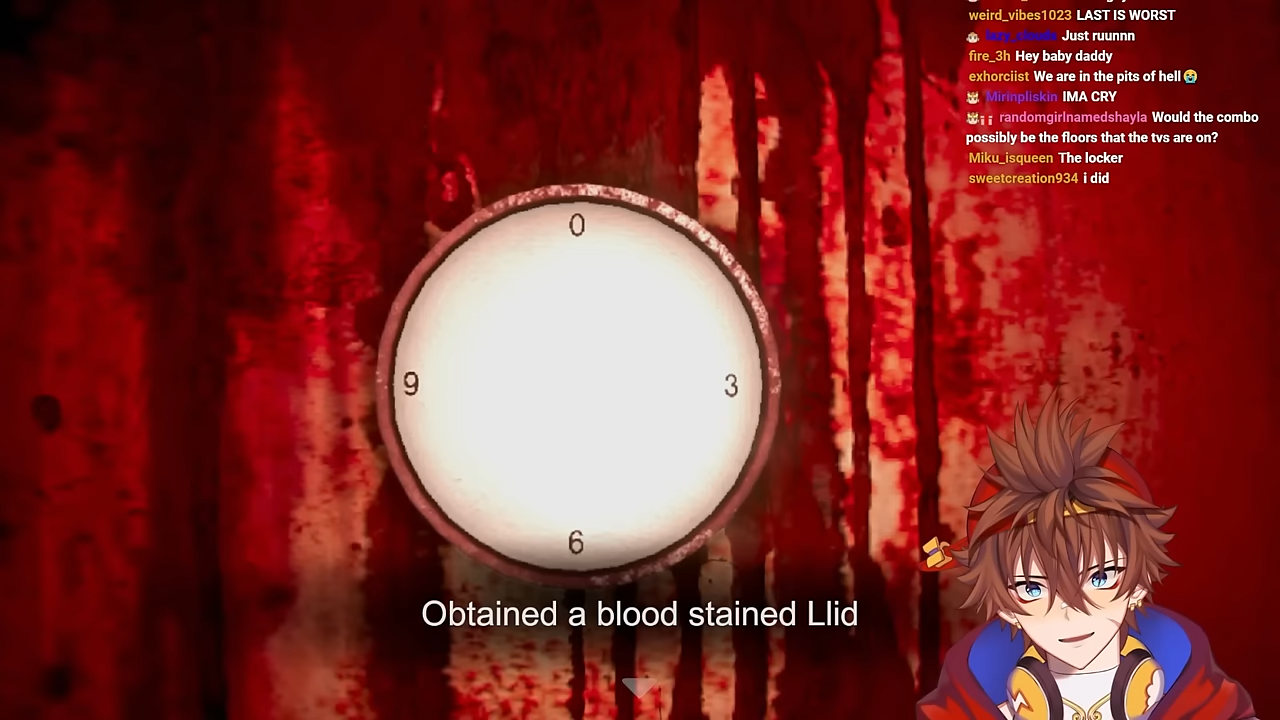 weird_vibes1023 LAST IS WORST
lazy_clouds Just ruunnn
fire_3h Hey baby daddy
exhorciist We are in the pits of hell😭
Mirinpliskin IMA CRY
randomgirlnamedshayla Would the combo
possibly be the floors that the tvs are on?
Miku_isqueen The locker
sweetcreation934 i did
0
9
3
6
Obtained a blood stained Llid